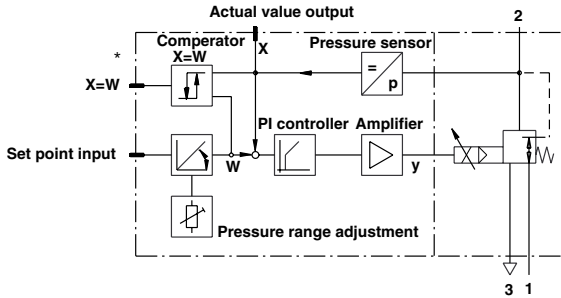 Actual value output
2
*
Comperator
X=W
X
Pressure sensor
X=W
=
p
PI controller
Amplifier
Set point input
W
y
Pressure range adjustment
3
1